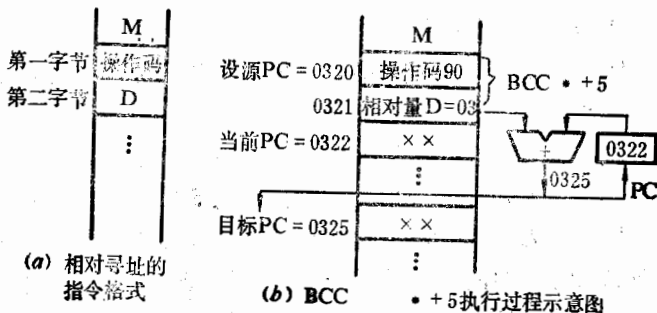 M
第一字节 操作码
第二字节 D
(a) 相对寻址的
指令格式
M
设源PC = 0320 操作码90
BCC • +5
0321 相对量D=03
当前PC = 0322 × ×
0322
+
0325
PC
目标PC = 0325 × ×
(b) BCC • +5执行过程示意图